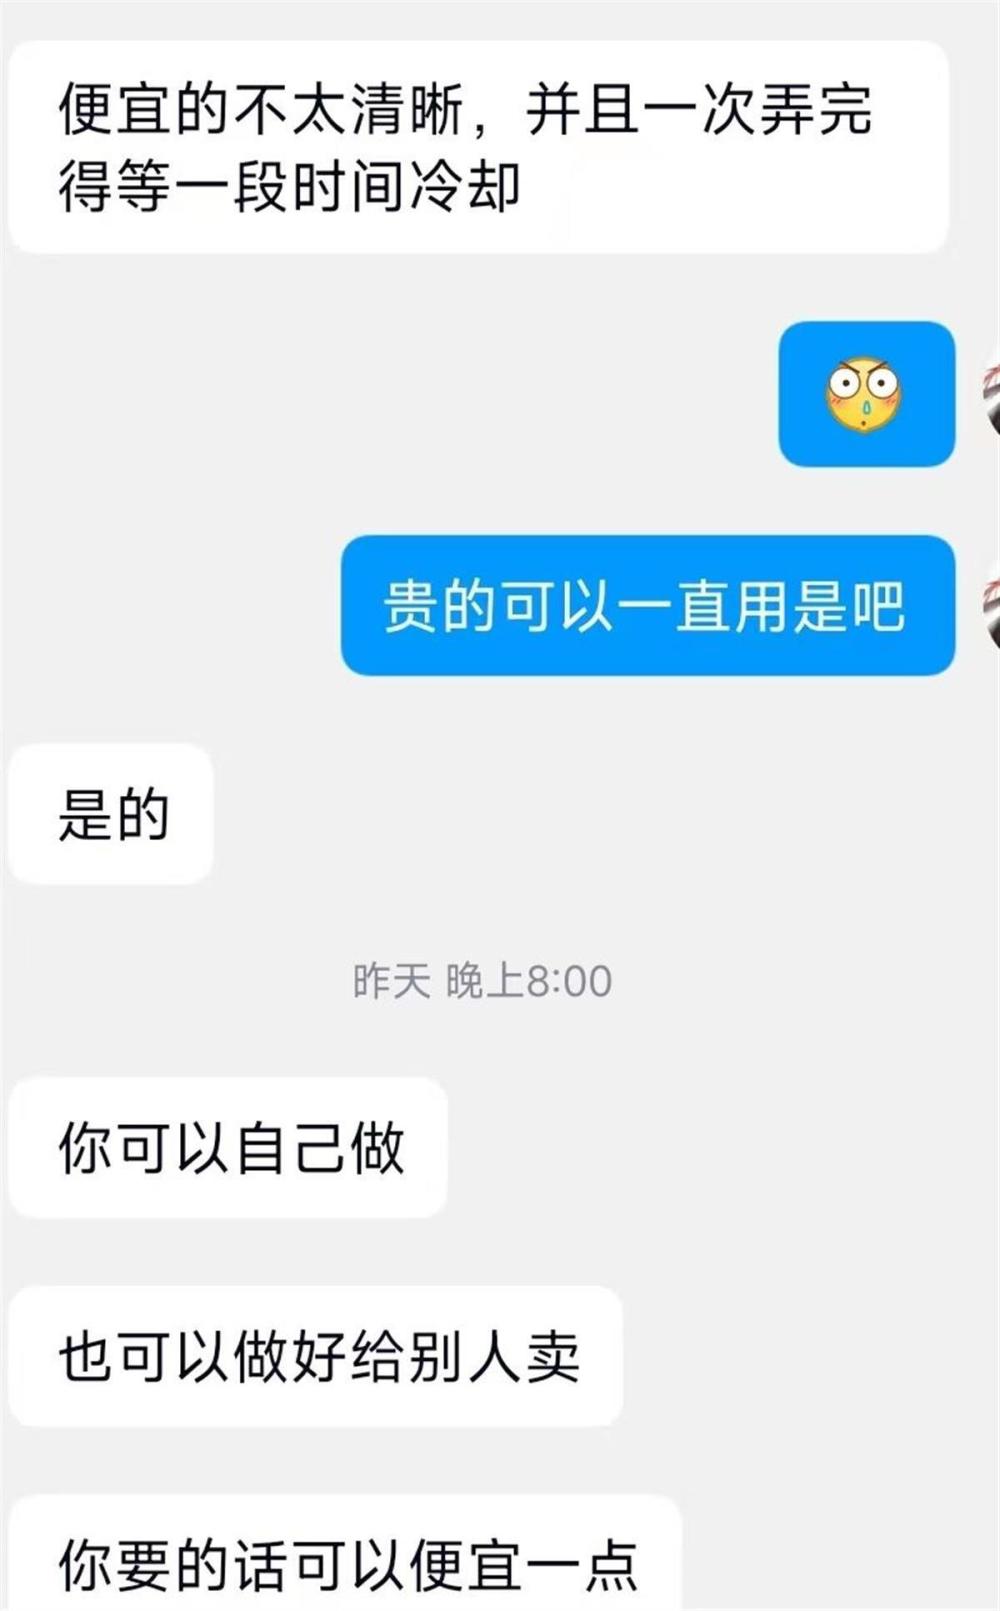 便宜的不太清晰，并且一次弄完
得等一段时间冷却
贵的可以一直用是吧
是的
昨天 晚上8:00
你可以自己做
也可以做好给别人卖
你要的话可以便宜一点